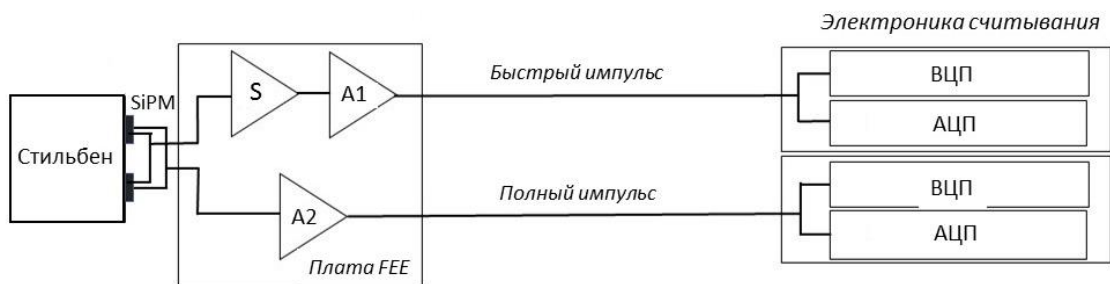 Электроника считывания
SiPM
Стильбен
S
A1
Быстрый импульс
ВЦП
АЦП
A2
Полный импульс
ВЦП
АЦП
Плата FEE